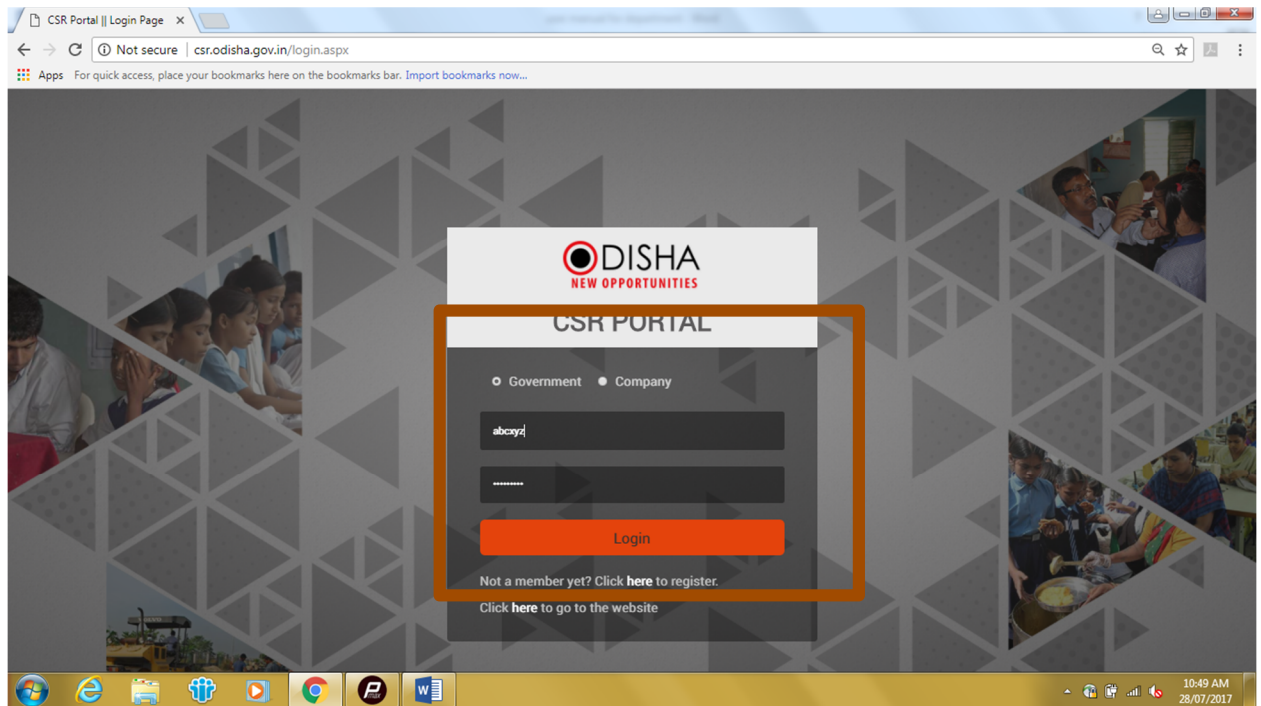 CSR Portal || Login Page
Not secure | csr.odisha.gov.in/login.aspx
Apps For quick access, place your bookmarks here on the bookmarks bar. Import bookmarks now...
ODISHA
NEW OPPORTUNITIES
CSR PORTAL
Government Company
abcxyz
Login
Not a member yet? Click here to register.
Click here to go to the website
10:49 AM
28/07/2017